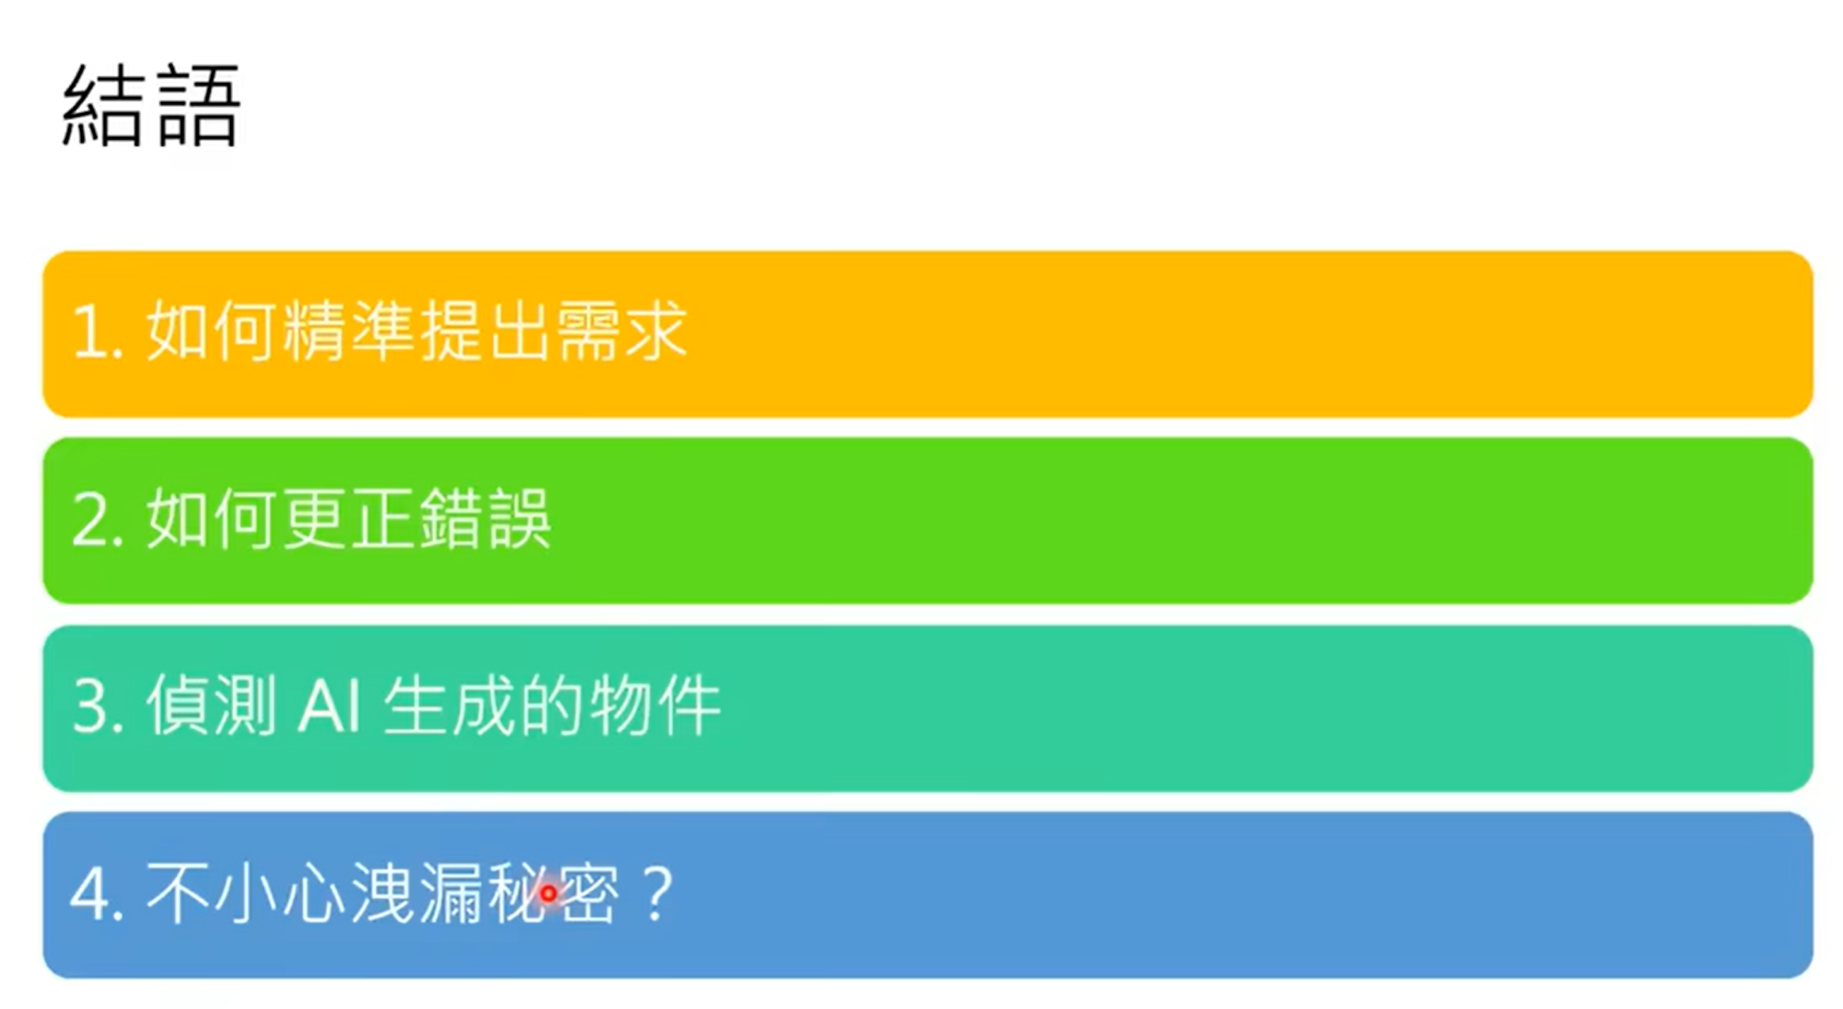 結語
1. 如何精準提出需求
2. 如何更正錯誤
3. 偵測 AI 生成的物件
4. 不小心洩漏秘密？